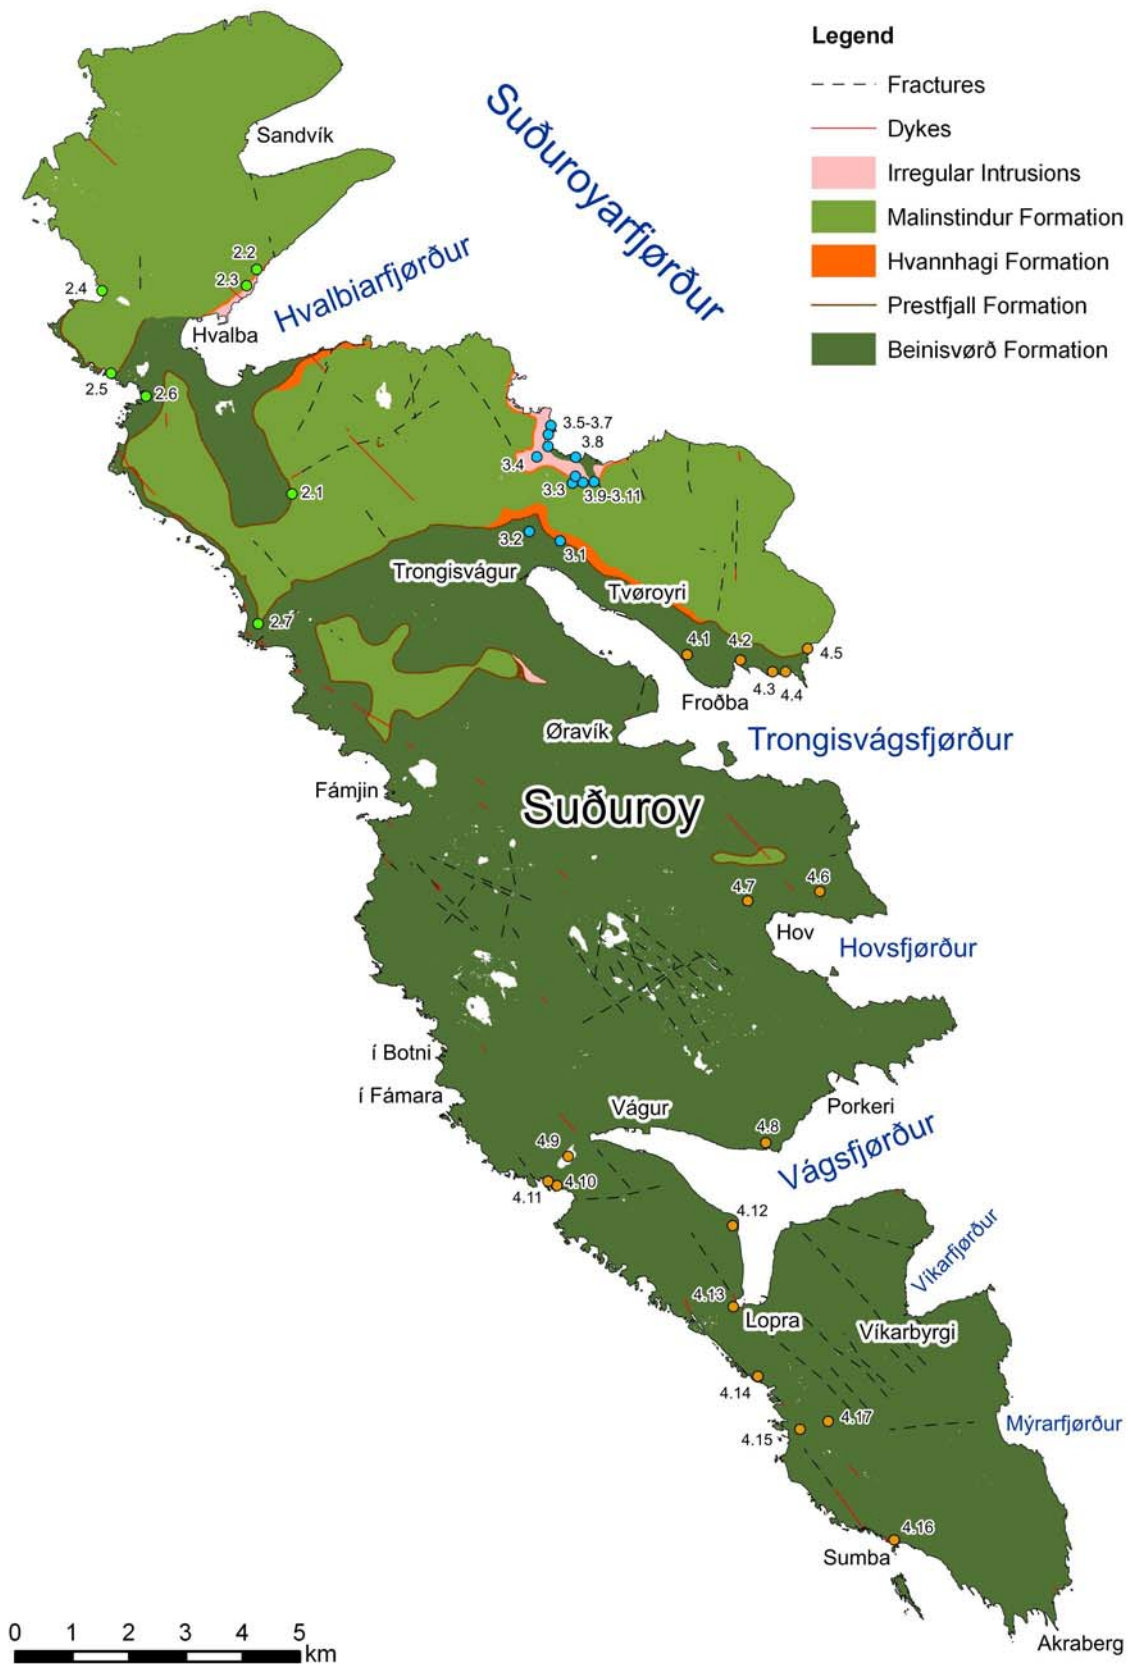 Legend
Fractures
Dykes
Irregular Intrusions
Malinstindur Formation
Hvannhagi Formation
Prestfjall Formation
Beinisvørð Formation
Suðuroyarfjørður
Sandvík
2.2
2.3
2.4
Hvalbiarfjørður
Hvalba
2.5
2.6
3.5-3.7
3.8
3.4
3.3
3.9-3.11
2.1
3.2
3.1
Trongisvágur
Tvøroyri
2.7
4.1
4.2
4.5
4.3
4.4
Froðba
Øravík
Trongisvágsfjørður
Fámjin
Suðuroy
4.7
4.6
Hov
Hovsfjørður
í Botni
í Fámara
Vágur
Porkeri
4.8
4.9
Vágsfjørður
4.10
4.11
4.12
Víkarfjørður
4.13
Lopra
Víkarbyrgi
4.14
4.17
4.15
Mýrarfjørður
4.16
Sumba
Akraberg
0 1 2 3 4 5
km